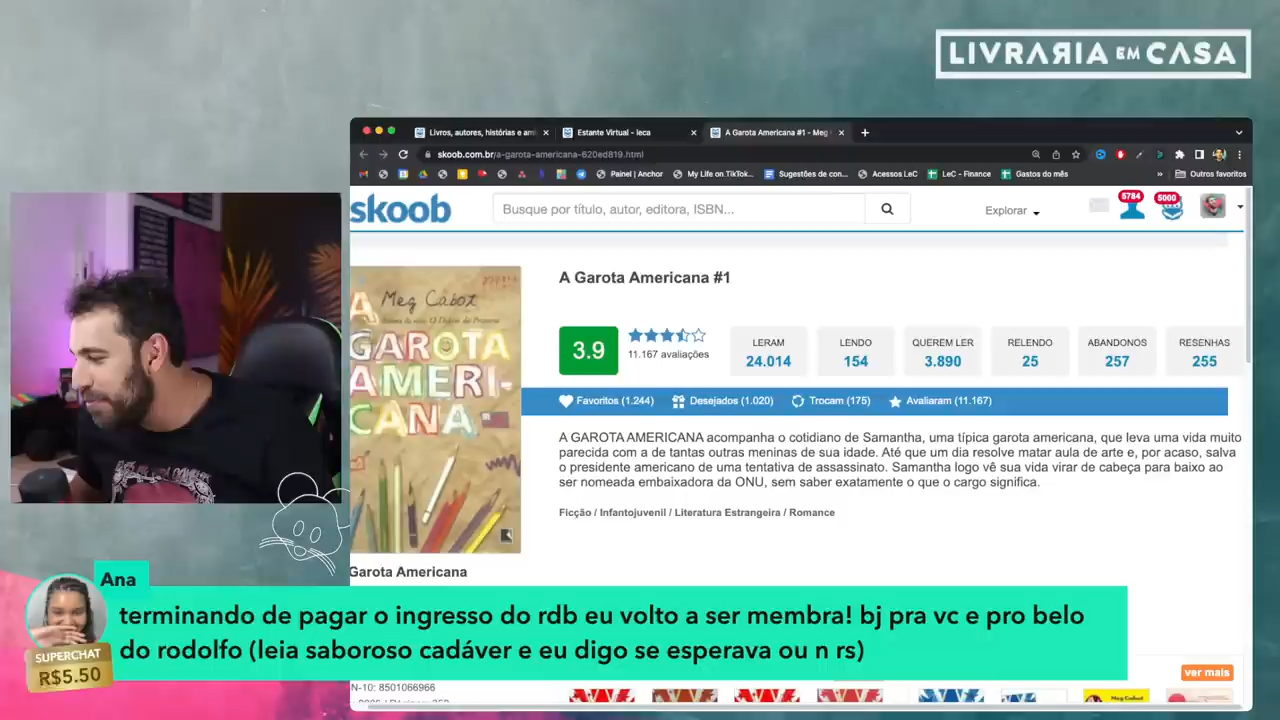 LIVRARIA EM CASA
Livros, autores, histórias e ami
Estante Virtual - leca
A Garota Americana #1 - Meg
skoob.com.br/a-garota-americana-620ed819.html
Painel | Anchor
My Life on TikTok...
Sugestões de con...
Acessos LeC
LeC - Finance
Gastos do mês
»
Outros favoritos
skoob
Busque por título, autor, editora, ISBN...
Explorar
5784
5000
A Garota Americana #1
Meg Cabot
A
GAROTA
AMERI-
CANA
3.9
11.167 avaliações
LERAM
24.014
LENDO
154
QUEREM LER
3.890
RELENDO
25
ABANDONOS
257
RESENHAS
255
Favoritos (1.244)
Desejados (1.020)
Trocam (175)
Avaliaram (11.167)
A GAROTA AMERICANA acompanha o cotidiano de Samantha, uma típica garota americana, que leva uma vida muito
parecida com a de tantas outras meninas de sua idade. Até que um dia resolve matar aula de arte e, por acaso, salva
o presidente americano de uma tentativa de assassinato. Samantha logo vê sua vida virar de cabeça para baixo ao
ser nomeada embaixadora da ONU, sem saber exatamente o que o cargo significa.
Ficção / Infantojuvenil / Literatura Estrangeira / Romance
Garota Americana
Ana
terminando de pagar o ingresso do rdb eu volto a ser membra! bj pra vc e pro belo
do rodolfo (leia saboroso cadáver e eu digo se esperava ou n rs)
SUPERCHAT
R$5.50
ver mais
N-10: 8501066966
Meg Cabot